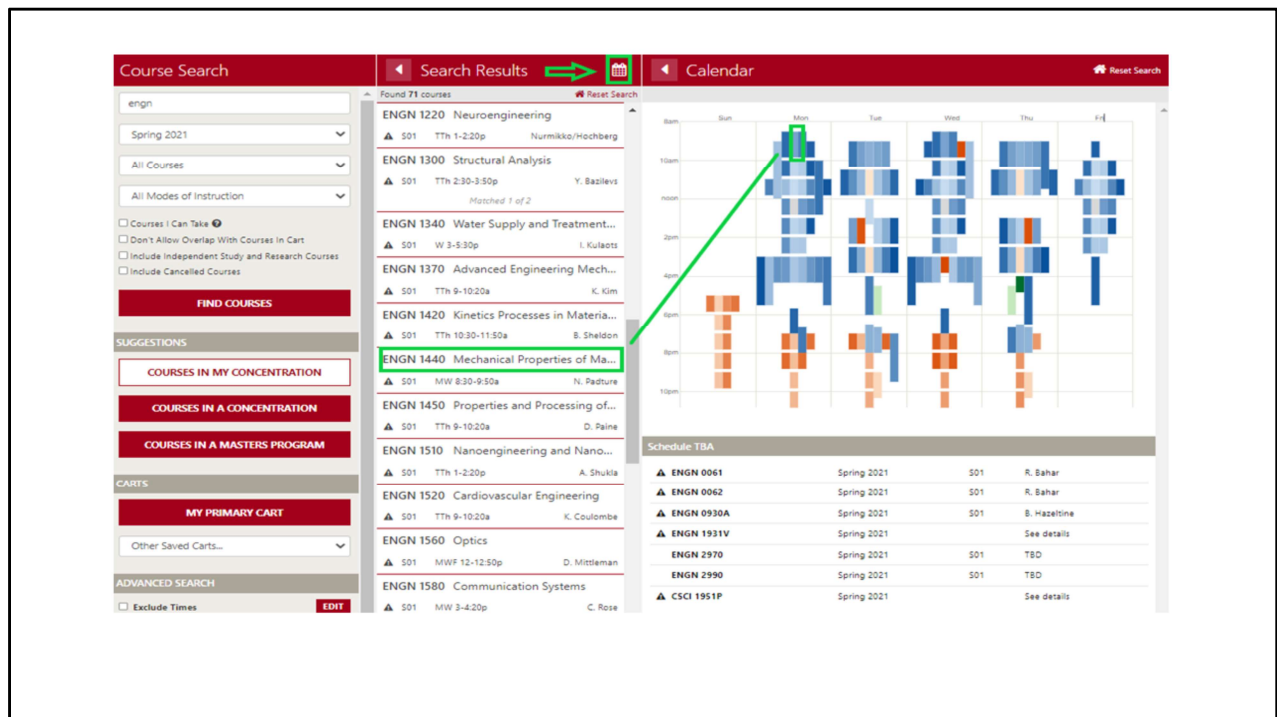 Course Search
engn
Spring 2021
All Courses
All Modes of Instruction
Courses I Can Take
Don't Allow Overlap With Courses In Cart
Include Independent Study and Research Courses
Include Cancelled Courses
FIND COURSES
SUGGESTIONS
COURSES IN MY CONCENTRATION
COURSES IN A CONCENTRATION
COURSES IN A MASTERS PROGRAM
CARTS
MY PRIMARY CART
Other Saved Carts...
ADVANCED SEARCH
Exclude Times EDIT
Search Results
Found 71 courses Reset Search
ENGN 1220 Neuroengineering
S01 TTh 1-2:20p Nurmikko/Hochberg
ENGN 1300 Structural Analysis
S01 TTh 2:30-3:50p Y. Bazilevs
Matched 1 of 2
ENGN 1340 Water Supply and Treatment...
S01 W 3-5:30p I. Kulaots
ENGN 1370 Advanced Engineering Mech...
S01 TTh 9-10:20a K. Kim
ENGN 1420 Kinetics Processes in Materia...
S01 TTh 10:30-11:50a B. Sheldon
ENGN 1440 Mechanical Properties of Ma...
S01 MW 8:30-9:50a N. Padture
ENGN 1450 Properties and Processing of...
S01 TTh 9-10:20a D. Paine
ENGN 1510 Nanoengineering and Nano...
S01 TTh 1-2:20p A. Shukla
ENGN 1520 Cardiovascular Engineering
S01 TTh 9-10:20a K. Coulombe
ENGN 1560 Optics
S01 MWF 12-12:50p D. Mittleman
ENGN 1580 Communication Systems
S01 MW 3-4:20p C. Rose
Calendar Reset Search
Sun Mon Tue Wed Thu Fri
8am
10am
noon
2pm
4pm
6pm
8pm
10pm
Schedule TBA
ENGN 0061 Spring 2021 S01 R. Bahar
ENGN 0062 Spring 2021 S01 R. Bahar
ENGN 0930A Spring 2021 S01 B. Hazeltine
ENGN 1931V Spring 2021 See details
ENGN 2970 Spring 2021 S01 TBD
ENGN 2990 Spring 2021 S01 TBD
CSCI 1951P Spring 2021 See details